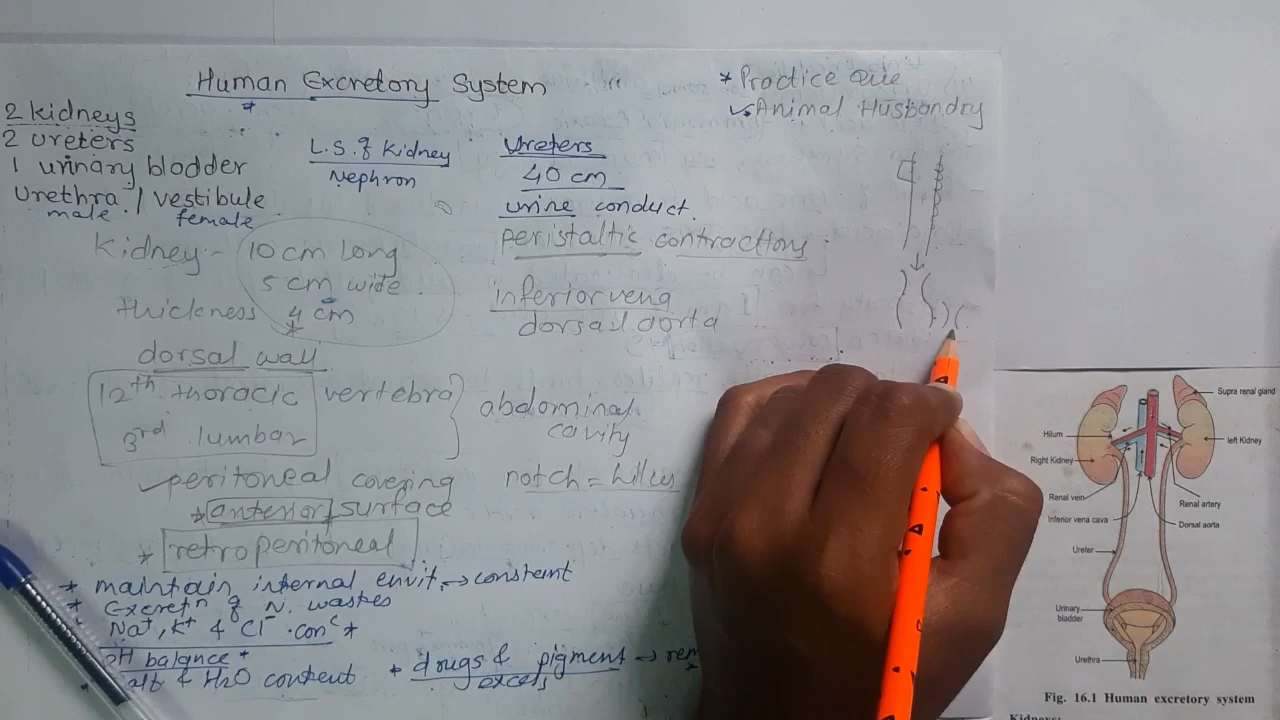 Human Excretory System
* Practice Que
↳ Animal Husbandry
2 kidneys
2 ureters
1 urinary bladder
Urethra / vestibule
male female
L.S. of Kidney
Nephron
Ureters
40 cm
urine conduct.
peristaltic contractions
Kidney - 10 cm long
5 cm wide
thickness 4 cm
inferior vena
dorsal aorta
dorsal wall
12th thoracic vertebra
3rd lumbar
abdominal
cavity
peritoneal covering
* anterior surface
* retroperitoneal
notch = hilus
* maintain internal envit. → constant
* Excretn of N. wastes
Na+, K+ & Cl- conc *
pH balance *
salt & H2O content
* drugs & pigment → rem
excess
Supra renal gland
Hilum
left Kidney
Right Kidney
Renal vein
Renal artery
Inferior vena cava
Dorsal aorta
Ureter
Urinary
bladder
Urethra
Fig. 16.1 Human excretory system
Kidneys: